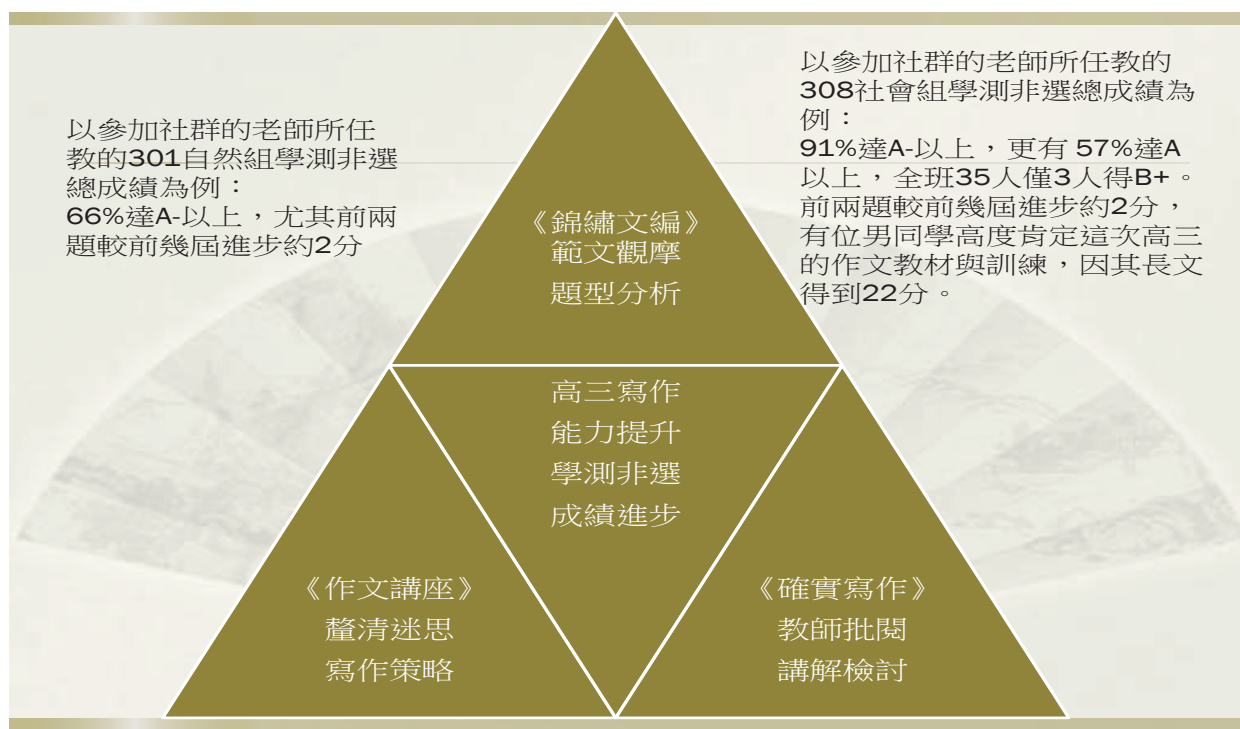 以參加社群的老師所任
教的301自然組學測非選
總成績為例：
66%達A-以上，尤其前兩
題較前幾屆進步約2分
以參加社群的老師所任教的
308社會組學測非選總成績為
例：
91%達A-以上，更有 57%達A
以上，全班35人僅3人得B+。
前兩題較前幾屆進步約2分，
有位男同學高度肯定這次高三
的作文教材與訓練，因其長文
得到22分。
《錦繡文編》
範文觀摩
題型分析
高三寫作
能力提升
學測非選
成績進步
《作文講座》
釐清迷思
寫作策略
《確實寫作》
教師批閱
講解檢討